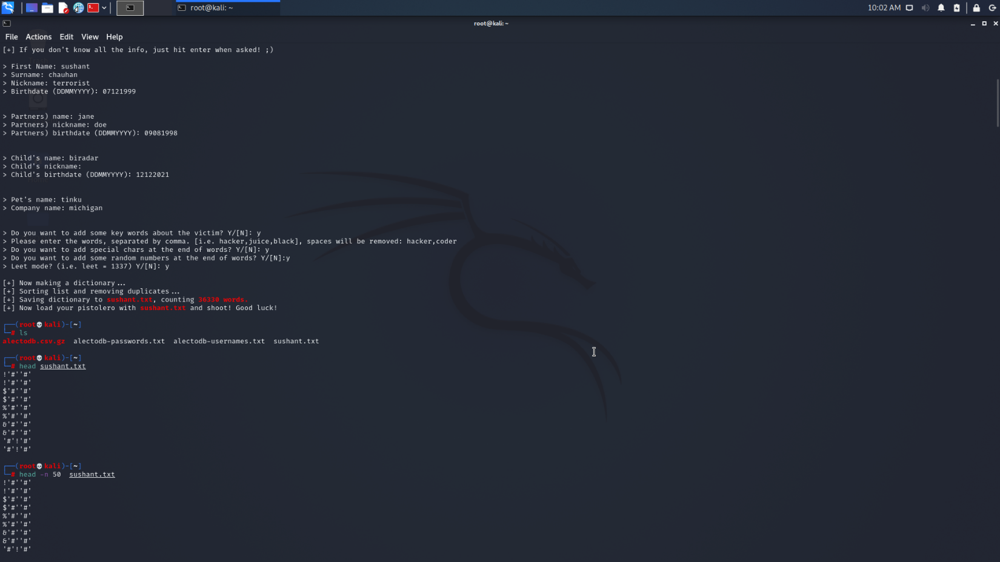 root@kali: ~
10:02 AM
root@kali: ~
File Actions Edit View Help
[+] If you don't know all the info, just hit enter when asked! ;)
> First Name: sushant
> Surname: chauhan
> Nickname: terrorist
> Birthdate (DDMMYYYY): 07121999
> Partners) name: jane
> Partners) nickname: doe
> Partners) birthdate (DDMMYYYY): 09081998
> Child's name: biradar
> Child's nickname:
> Child's birthdate (DDMMYYYY): 12122021
> Pet's name: tinku
> Company name: michigan
> Do you want to add some key words about the victim? Y/[N]: y
> Please enter the words, separated by comma. [i.e. hacker,juice,black], spaces will be removed: hacker,coder
> Do you want to add special chars at the end of words? Y/[N]: y
> Do you want to add some random numbers at the end of words? Y/[N]:y
> Leet mode? (i.e. leet = 1337) Y/[N]: y
[+] Now making a dictionary...
[+] Sorting list and removing duplicates...
[+] Saving dictionary to sushant.txt, counting 36330 words.
[+] Now load your pistolero with sushant.txt and shoot! Good luck!
┌──(root💀kali)-[~]
└─# ls
alectodb.csv.gz alectodb-passwords.txt alectodb-usernames.txt sushant.txt
┌──(root💀kali)-[~]
└─# head sushant.txt
!'#''#'
!'#''#'
$'#''#'
$'#''#'
%'#''#'
%'#''#'
&'#''#'
&'#''#'
'#'!'#'
'#'!'#'
┌──(root💀kali)-[~]
└─# head -n 50 sushant.txt
!'#''#'
!'#''#'
$'#''#'
$'#''#'
%'#''#'
%'#''#'
&'#''#'
&'#''#'
'#'!'#'